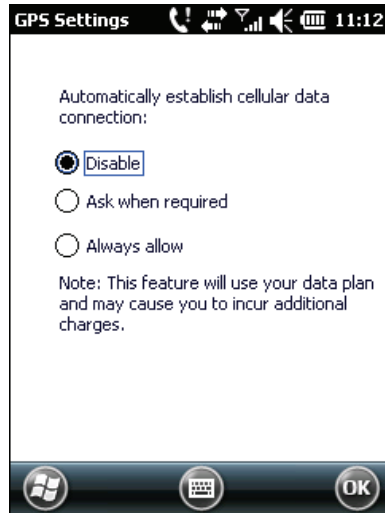 GPS Settings 11:12
Automatically establish cellular data
connection:
Disable
Ask when required
Always allow
Note: This feature will use your data plan
and may cause you to incur additional
charges.
OK